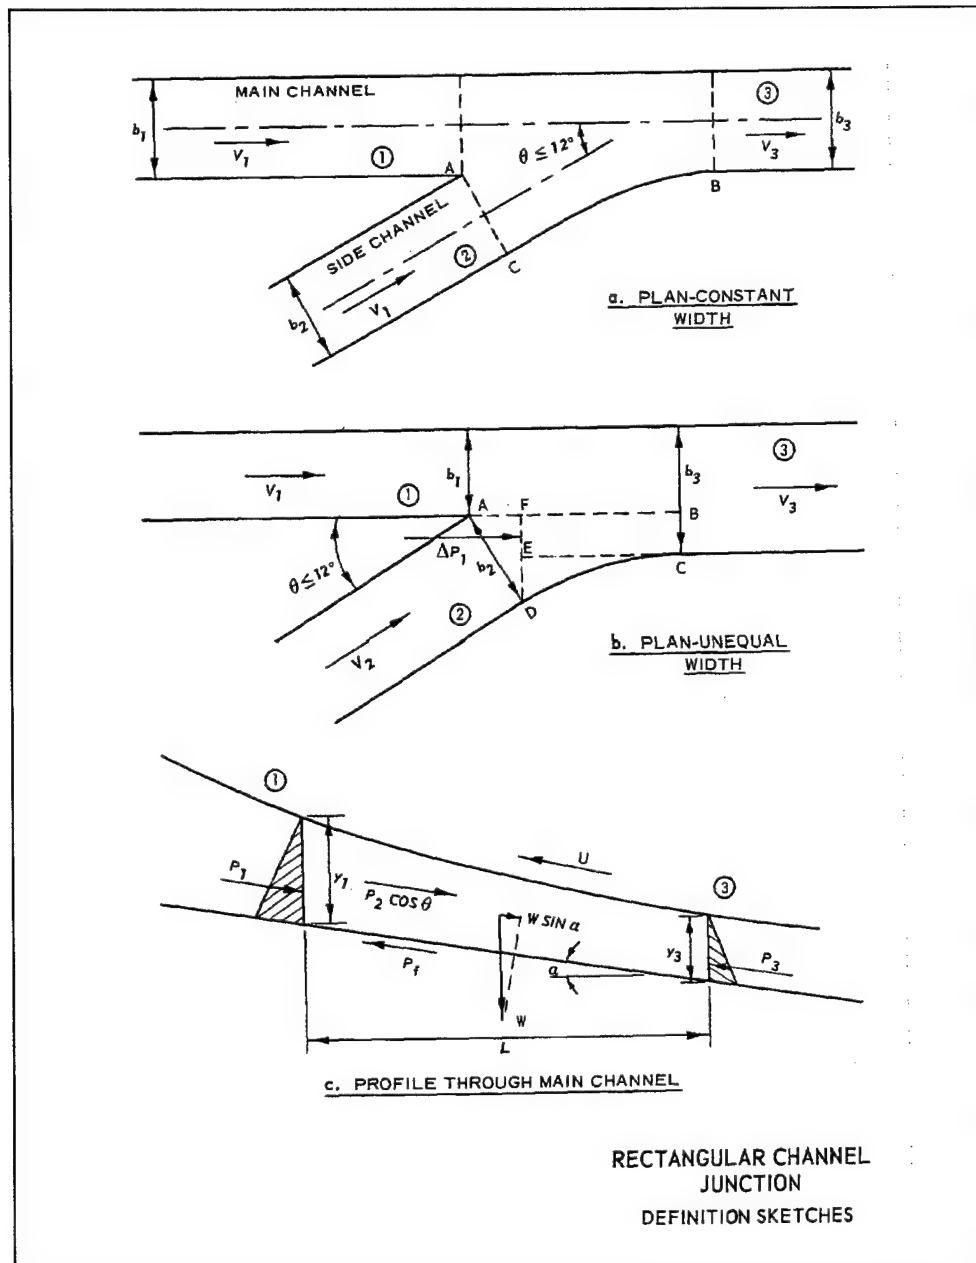 MAIN CHANNEL
b1
V1
①
A
θ ≤ 12°
③
V3
b3
B
SIDE CHANNEL
②
C
b2
V1
a. PLAN-CONSTANT
WIDTH
V1
①
b1
A
F
b3
③
V3
B
ΔP1
E
b2
C
θ ≤ 12°
②
D
V2
b. PLAN-UNEQUAL
WIDTH
①
P1
y1
P2 COS θ
U
③
W SIN α
y3
P3
Pf
α
W
L
c. PROFILE THROUGH MAIN CHANNEL
RECTANGULAR CHANNEL
JUNCTION
DEFINITION SKETCHES